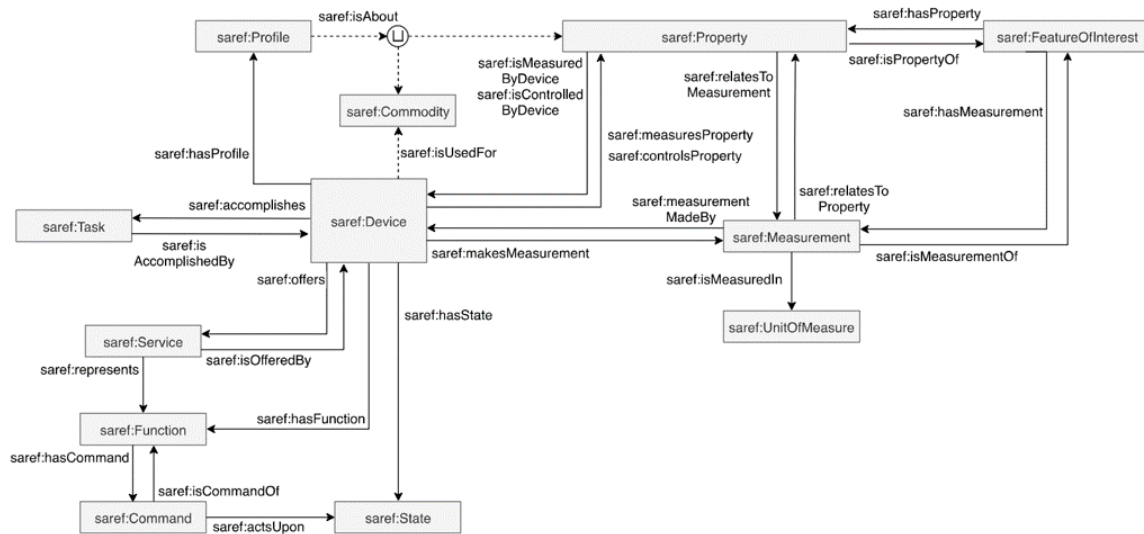 saref:isAbout
saref:hasProperty
saref:Profile
⊔
saref:Property
saref:FeatureOfInterest
saref:isMeasured
ByDevice
saref:isControlled
ByDevice
saref:relatesTo
Measurement
saref:isPropertyOf
saref:Commodity
saref:hasMeasurement
saref:measuresProperty
saref:controlsProperty
saref:hasProfile
saref:isUsedFor
saref:relatesTo
Property
saref:accomplishes
saref:Task
saref:Device
saref:measurement
MadeBy
saref:Measurement
saref:is
AccomplishedBy
saref:makesMeasurement
saref:isMeasurementOf
saref:offers
saref:isMeasuredIn
saref:hasState
saref:UnitOfMeasure
saref:Service
saref:isOfferedBy
saref:represents
saref:hasFunction
saref:Function
saref:hasCommand
saref:isCommandOf
saref:Command
saref:actsUpon
saref:State